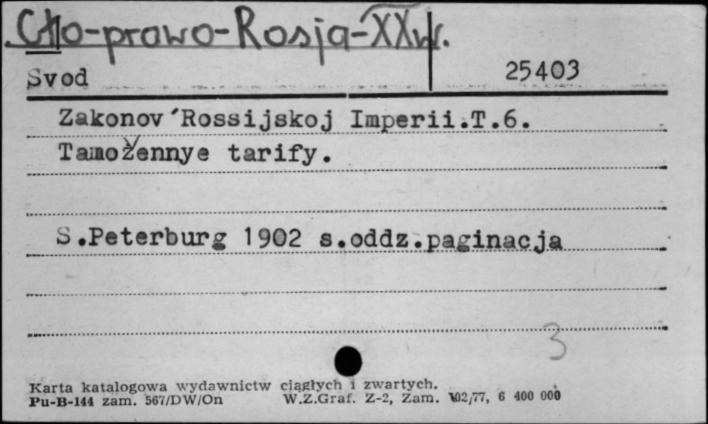 Cło-prawo-Rosja-XXw.
Svod 25403
Zakonov ́Rossijskoj Imperii.T.6.
Tamožennye tarify.
S.Peterburg 1902 s.oddz.paginacja
3
Karta katalogowa wydawnictw ciągłych i zwartych.
Pu-B-144 zam. 567/DW/On W.Z.Graf. Z-2, Zam. 102/77, 6 400 000